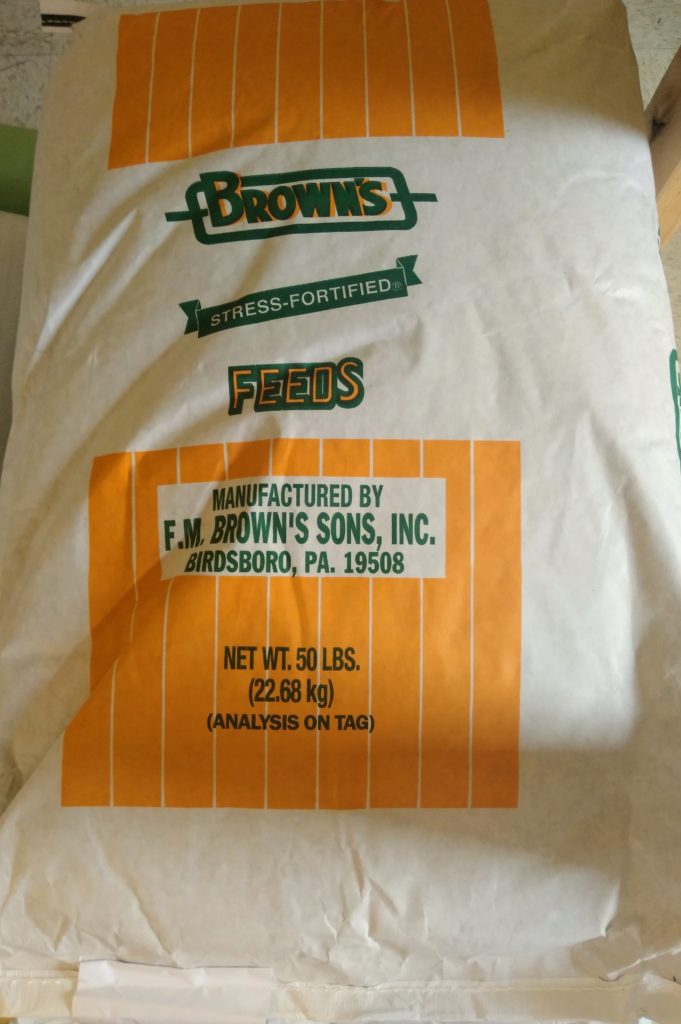 BROWN'S
STRESS-FORTIFIED®
FEEDS
MANUFACTURED BY
F.M. BROWN'S SONS, INC.
BIRDSBORO, PA. 19508
NET WT. 50 LBS.
(22.68 kg)
(ANALYSIS ON TAG)